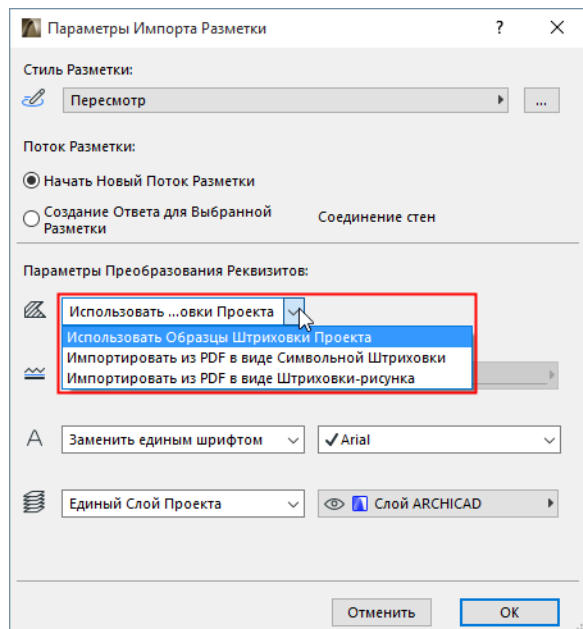 Параметры Импорта Разметки
?
Стиль Разметки:
Пересмотр
...
Поток Разметки:
Начать Новый Поток Разметки
Создание Ответа для Выбранной
Разметки
Соединение стен
Параметры Преобразования Реквизитов:
Использовать ...овки Проекта
Использовать Образцы Штриховки Проекта
Импортировать из PDF в виде Символьной Штриховки
Импортировать из PDF в виде Штриховки-рисунка
A Заменить единым шрифтом Arial
Единый Слой Проекта Слой ARCHICAD
Отменить OK